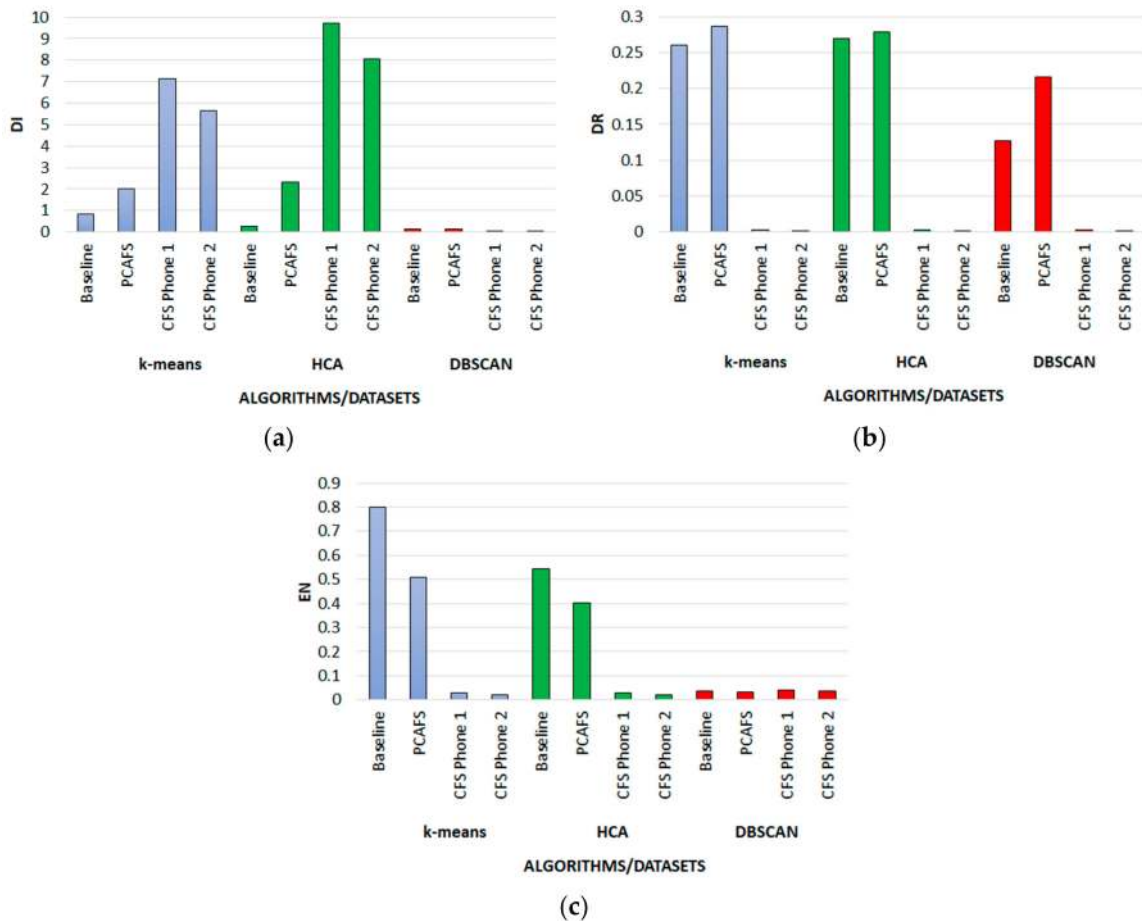 10
9
8
7
6
5
4
3
2
1
0
DI
Baseline
PCAFS
CFS Phone 1
CFS Phone 2
Baseline
PCAFS
CFS Phone 1
CFS Phone 2
Baseline
PCAFS
CFS Phone 1
CFS Phone 2
k-means HCA DBSCAN
ALGORITHMS/DATASETS
(a)
0.3
0.25
0.2
0.15
0.1
0.05
0
DR
Baseline
PCAFS
CFS Phone 1
CFS Phone 2
Baseline
PCAFS
CFS Phone 1
CFS Phone 2
Baseline
PCAFS
CFS Phone 1
CFS Phone 2
k-means HCA DBSCAN
ALGORITHMS/DATASETS
(b)
0.9
0.8
0.7
0.6
0.5
0.4
0.3
0.2
0.1
0
EN
Baseline
PCAFS
CFS Phone 1
CFS Phone 2
Baseline
PCAFS
CFS Phone 1
CFS Phone 2
Baseline
PCAFS
CFS Phone 1
CFS Phone 2
k-means HCA DBSCAN
ALGORITHMS/DATASETS
(c)